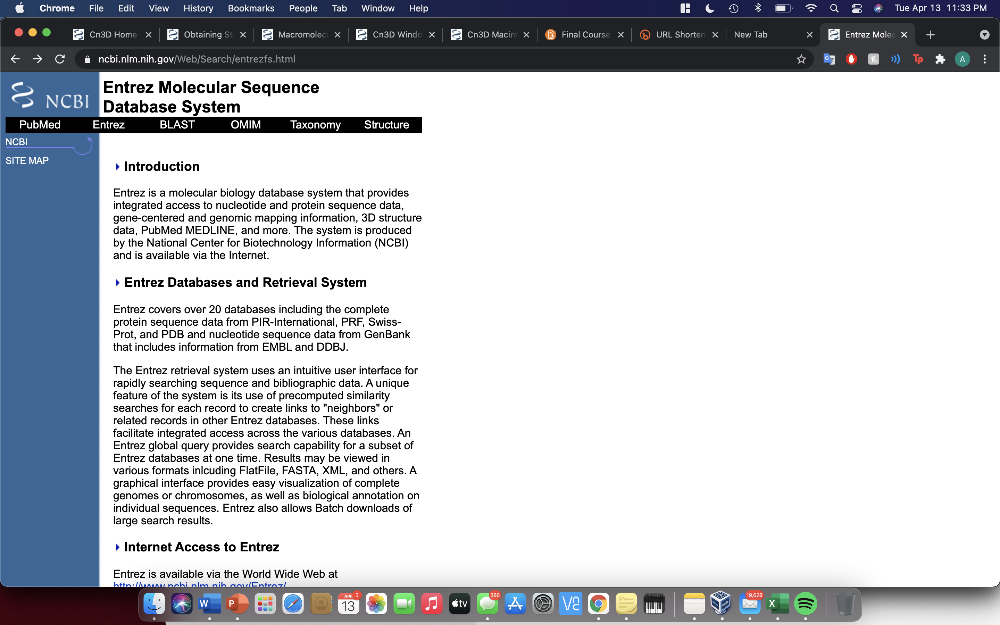 Chrome File Edit View History Bookmarks People Tab Window Help Tue Apr 13 11:33 PM
Cn3D Home Obtaining St Macromolec Cn3D Windo Cn3D Macint Final Course URL Shorten New Tab Entrez Molec
ncbi.nlm.nih.gov/Web/Search/entrezfs.html
NCBI
Entrez Molecular Sequence
Database System
PubMed Entrez BLAST OMIM Taxonomy Structure
NCBI
SITE MAP
Introduction
Entrez is a molecular biology database system that provides
integrated access to nucleotide and protein sequence data,
gene-centered and genomic mapping information, 3D structure
data, PubMed MEDLINE, and more. The system is produced
by the National Center for Biotechnology Information (NCBI)
and is available via the Internet.
Entrez Databases and Retrieval System
Entrez covers over 20 databases including the complete
protein sequence data from PIR-International, PRF, Swiss-
Prot, and PDB and nucleotide sequence data from GenBank
that includes information from EMBL and DDBJ.
The Entrez retrieval system uses an intuitive user interface for
rapidly searching sequence and bibliographic data. A unique
feature of the system is its use of precomputed similarity
searches for each record to create links to "neighbors" or
related records in other Entrez databases. These links
facilitate integrated access across the various databases. An
Entrez global query provides search capability for a subset of
Entrez databases at one time. Results may be viewed in
various formats inlcuding FlatFile, FASTA, XML, and others. A
graphical interface provides easy visualization of complete
genomes or chromosomes, as well as biological annotation on
individual sequences. Entrez also allows Batch downloads of
large search results.
Internet Access to Entrez
Entrez is available via the World Wide Web at
http://www.ncbi.nlm.nih.gov/Entrez/
W P APR 13 3 tv 386 19,628 X